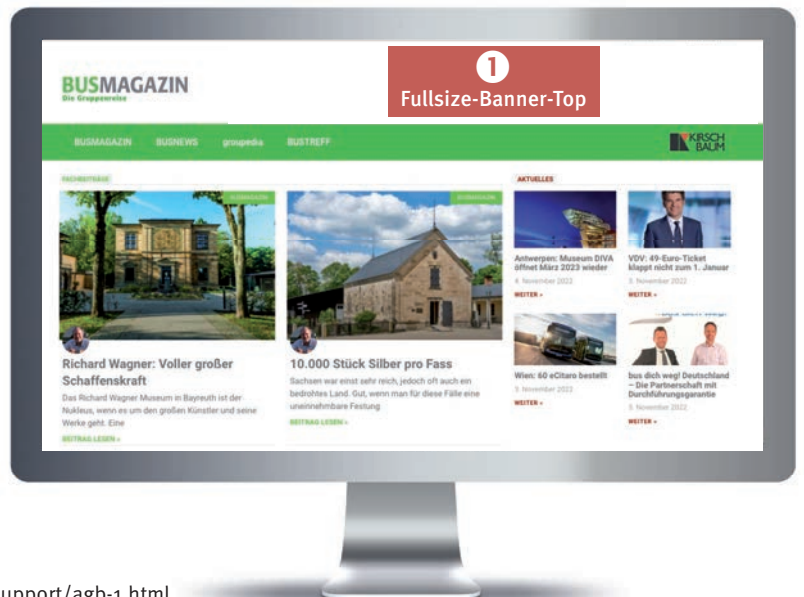 1
Fullsize-Banner-Top
BUSMAGAZIN
Die Gruppenreise
BUSMAGAZIN
BUSNEWS
groupedia
BUSTREFF
KIRSCH
BAUM
FACHBEITRÄGE
BUSMAGAZIN
Richard Wagner: Voller großer
Schaffenskraft
Das Richard Wagner Museum in Bayreuth ist der
Nukleus, wenn es um den großen Künstler und seine
Werke geht. Eine
BEITRAG LESEN »
BUSMAGAZIN
10.000 Stück Silber pro Fass
Sachsen war einst sehr reich, jedoch oft auch ein
bedrohtes Land. Gut, wenn man für diese Fälle eine
uneinnehmbare Festung
BEITRAG LESEN »
AKTUELLES
Antwerpen: Museum DIVA
öffnet März 2023 wieder
4. November 2022
WEITER »
VDV: 49-Euro-Ticket
klappt nicht zum 1. Januar
3. November 2022
WEITER »
Wien: 60 eCitaro bestellt
3. November 2022
WEITER »
bus dich weg! Deutschland
– Die Partnerschaft mit
Durchführungsgarantie
3. November 2022
WEITER »
upport/agb-1.html